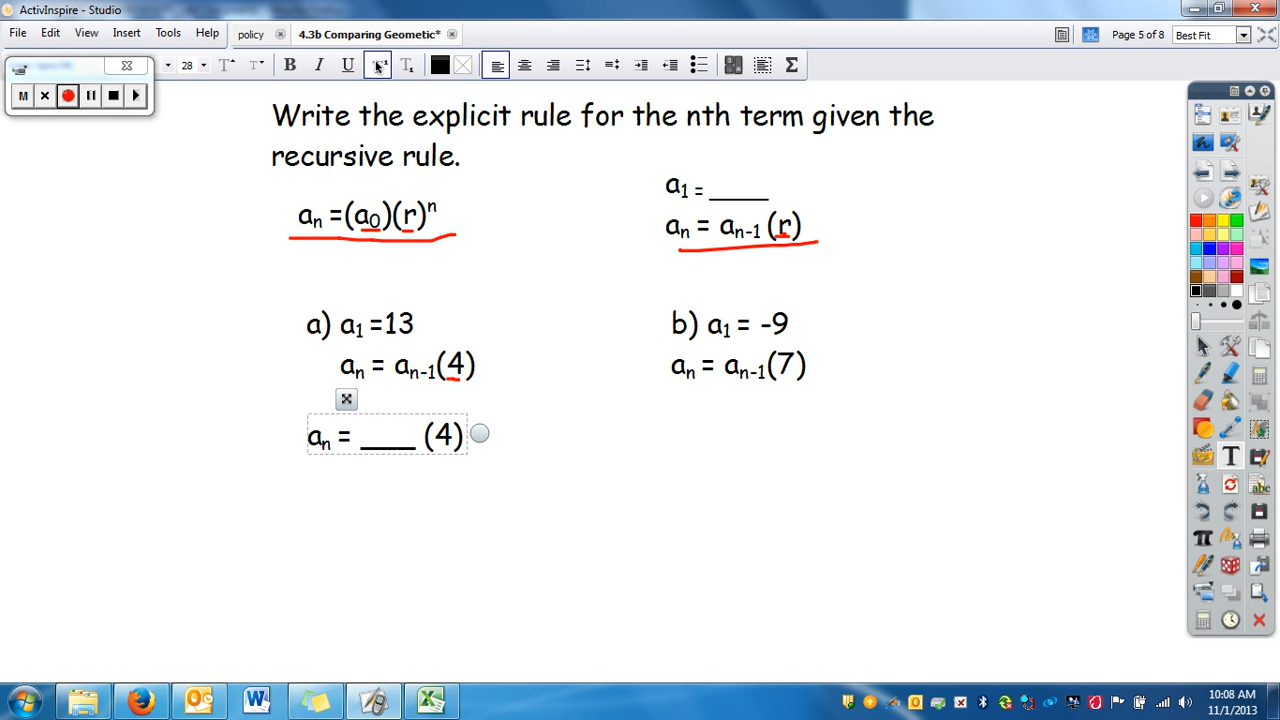 ActivInspire - Studio
File Edit View Insert Tools Help
policy
4.3b Comparing Geometric*
Page 5 of 8
Best Fit
28
B I U
M
Write the explicit rule for the nth term given the
recursive rule.
aₙ =(a₀)(r)ⁿ
a₁ = ____
aₙ = aₙ₋₁ (r)
a) a₁ =13
aₙ = aₙ₋₁(4)
aₙ = ____ (4)
b) a₁ = -9
aₙ = aₙ₋₁(7)
10:08 AM
11/1/2013